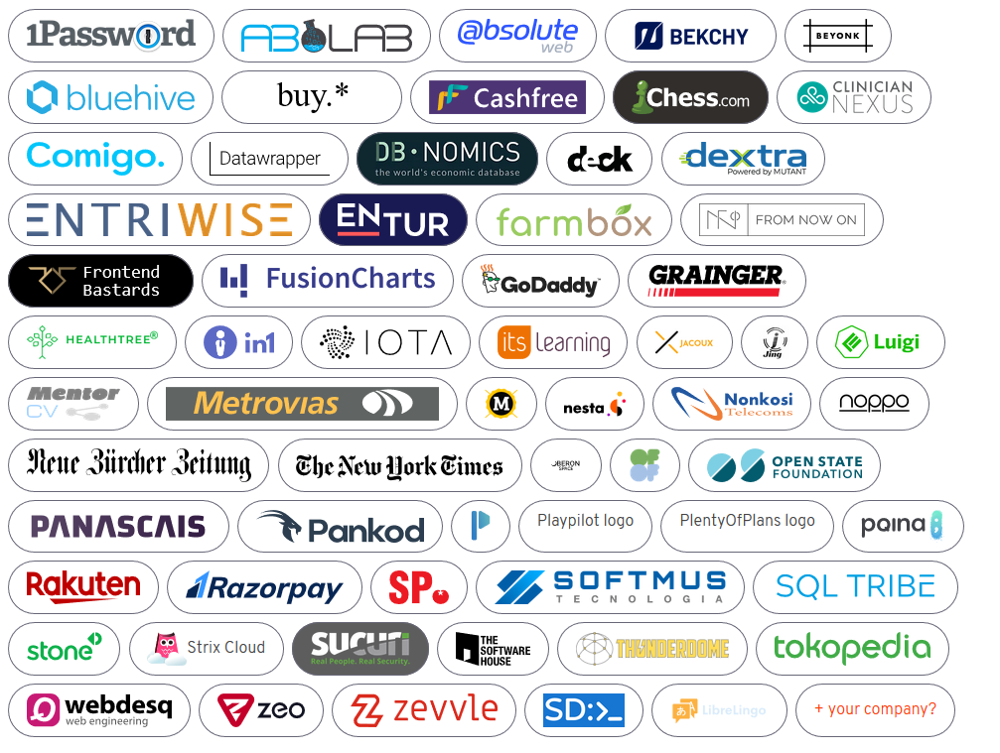 1Password A3OLAB @bsolute web BEKCHY BEYONK
bluehive buy.* Cashfree Chess.com CLINICIAN NEXUS
Comigo. Datawrapper DB·NOMICS the world's economic database deck dextra Powered by MUTANT
ENTRIWISE ENTUR farmbox FROM NOW ON
Frontend Bastards FusionCharts GoDaddy™ GRAINGER®
HEALTHTREE® in1 IOTA itslearning JACOUX Jing Luigi
Mentor CV Metrovias M nesta Nonkosi Telecoms noppo
Neue Zürcher Zeitung The New York Times OBERON SPACE OF OPEN STATE FOUNDATION
PANASCAIS Pankod P Playpilot logo PlentyOfPlans logo paina
Rakuten Razorpay SP. SOFTMUS TECNOLOGIA SQL TRIBE
stone Strix Cloud SUCURI Real People. Real Security. THE SOFTWARE HOUSE THUNDERDOME tokopedia
webdesq web engineering zeo zevvle SD:>_ LibreLingo + your company?